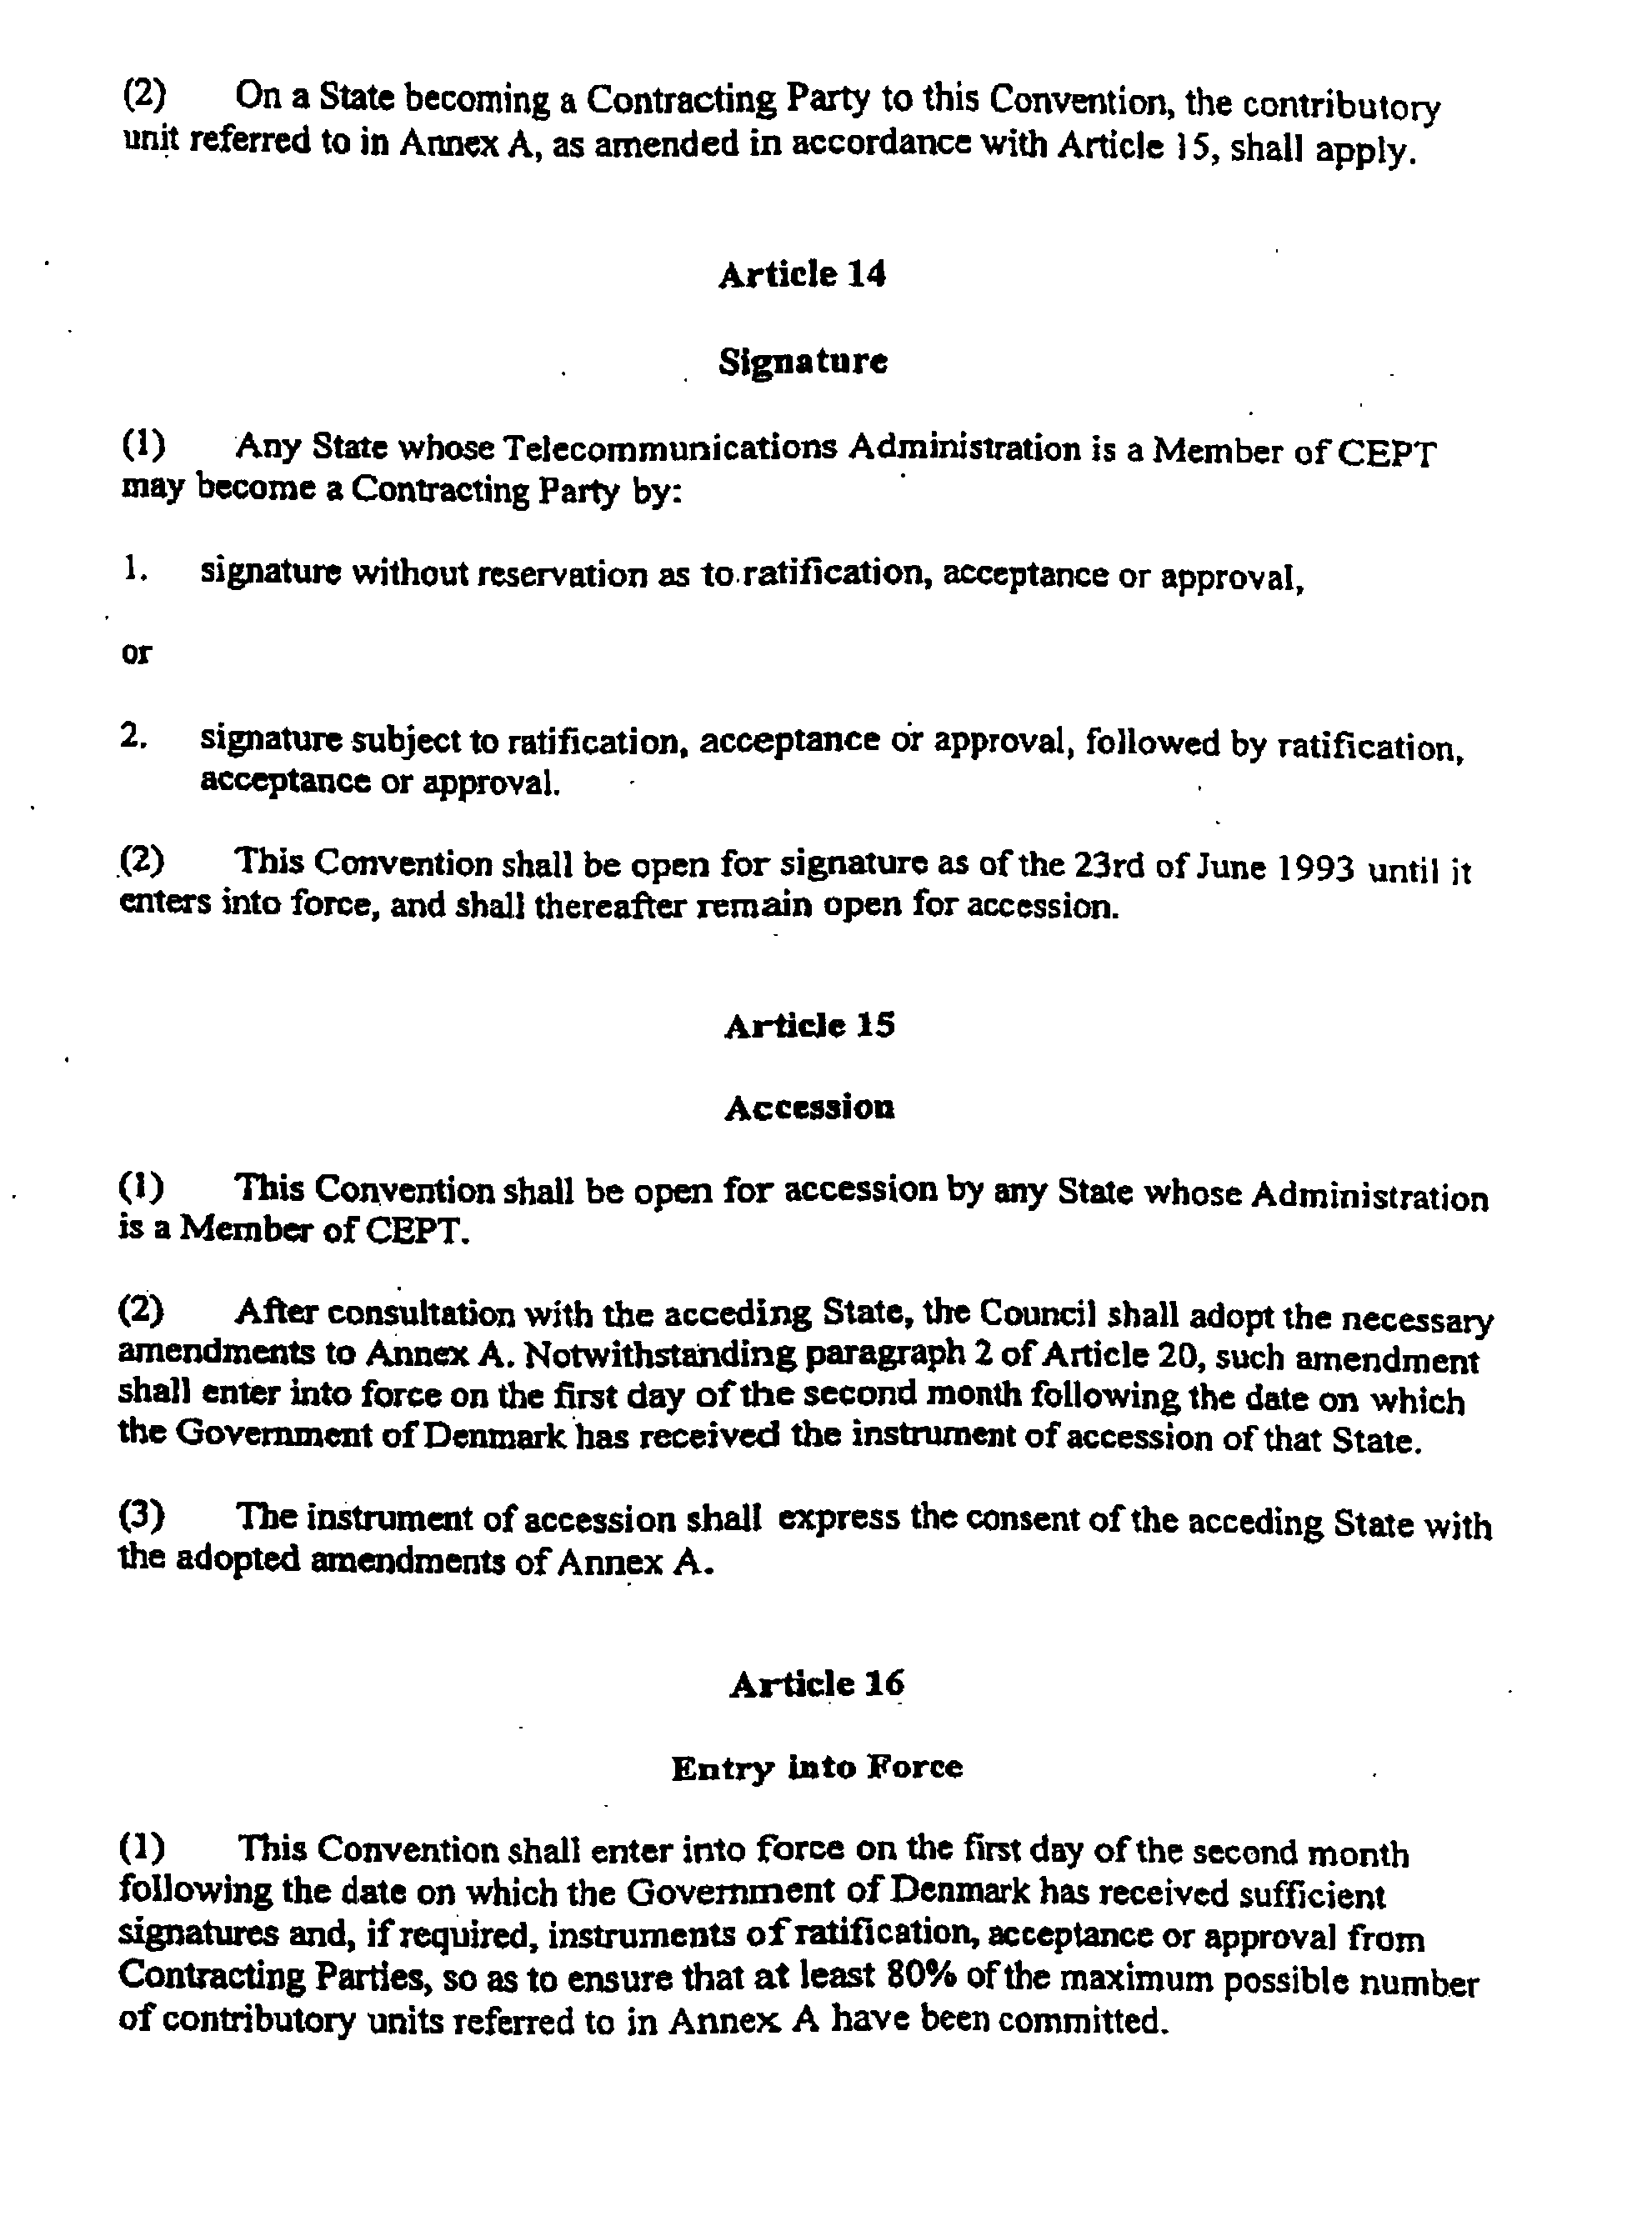 (2) On a State becoming a Contracting Party to this Convention, the contributory
unit referred to in Annex A, as amended in accordance with Article 15, shall apply.
Article 14
Signature
(1) Any State whose Telecommunications Administration is a Member of CEPT
may become a Contracting Party by:
1. signature without reservation as to ratification, acceptance or approval,
or
2. signature subject to ratification, acceptance or approval, followed by ratification,
acceptance or approval.
(2) This Convention shall be open for signature as of the 23rd of June 1993 until it
enters into force, and shall thereafter remain open for accession.
Article 15
Accession
(1) This Convention shall be open for accession by any State whose Administration
is a Member of CEPT.
(2) After consultation with the acceding State, the Council shall adopt the necessary
amendments to Annex A. Notwithstanding paragraph 2 of Article 20, such amendment
shall enter into force on the first day of the second month following the date on which
the Government of Denmark has received the instrument of accession of that State.
(3) The instrument of accession shall express the consent of the acceding State with
the adopted amendments of Annex A.
Article 16
Entry into Force
(1) This Convention shall enter into force on the first day of the second month
following the date on which the Government of Denmark has received sufficient
signatures and, if required, instruments of ratification, acceptance or approval from
Contracting Parties, so as to ensure that at least 80% of the maximum possible number
of contributory units referred to in Annex A have been committed.